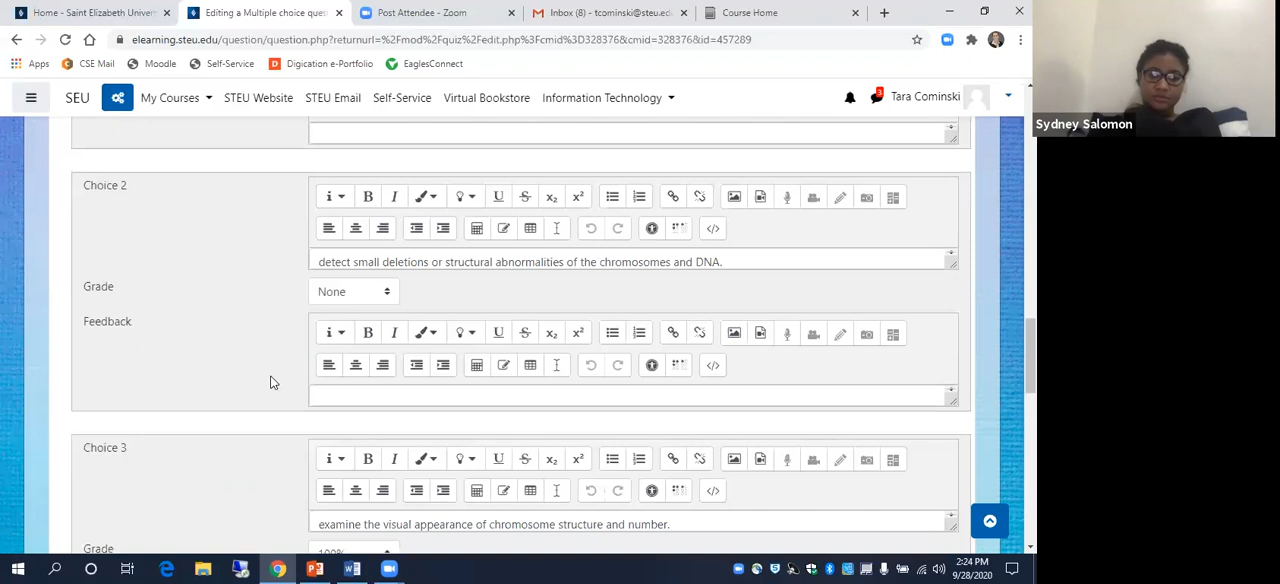 Home - Saint Elizabeth Univer
Editing a Multiple choice ques
Post Attendee - Zoom
Inbox (8) - tcominski@steu.ed
Course Home
elearning.steu.edu/question/question.php?returnurl=%2Fmod%2Fquiz%2Fedit.php%3Fcmid%3D328376&cmid=328376&id=457289
Apps
CSE Mail
Moodle
Self-Service
Digication e-Portfolio
EaglesConnect
SEU
My Courses
STEU Website
STEU Email
Self-Service
Virtual Bookstore
Information Technology
3
Tara Cominski
Sydney Salomon
Choice 2
detect small deletions or structural abnormalities of the chromosomes and DNA.
Grade
None
Feedback
Choice 3
examine the visual appearance of chromosome structure and number.
Grade
100%
2:24 PM
9/28/2020